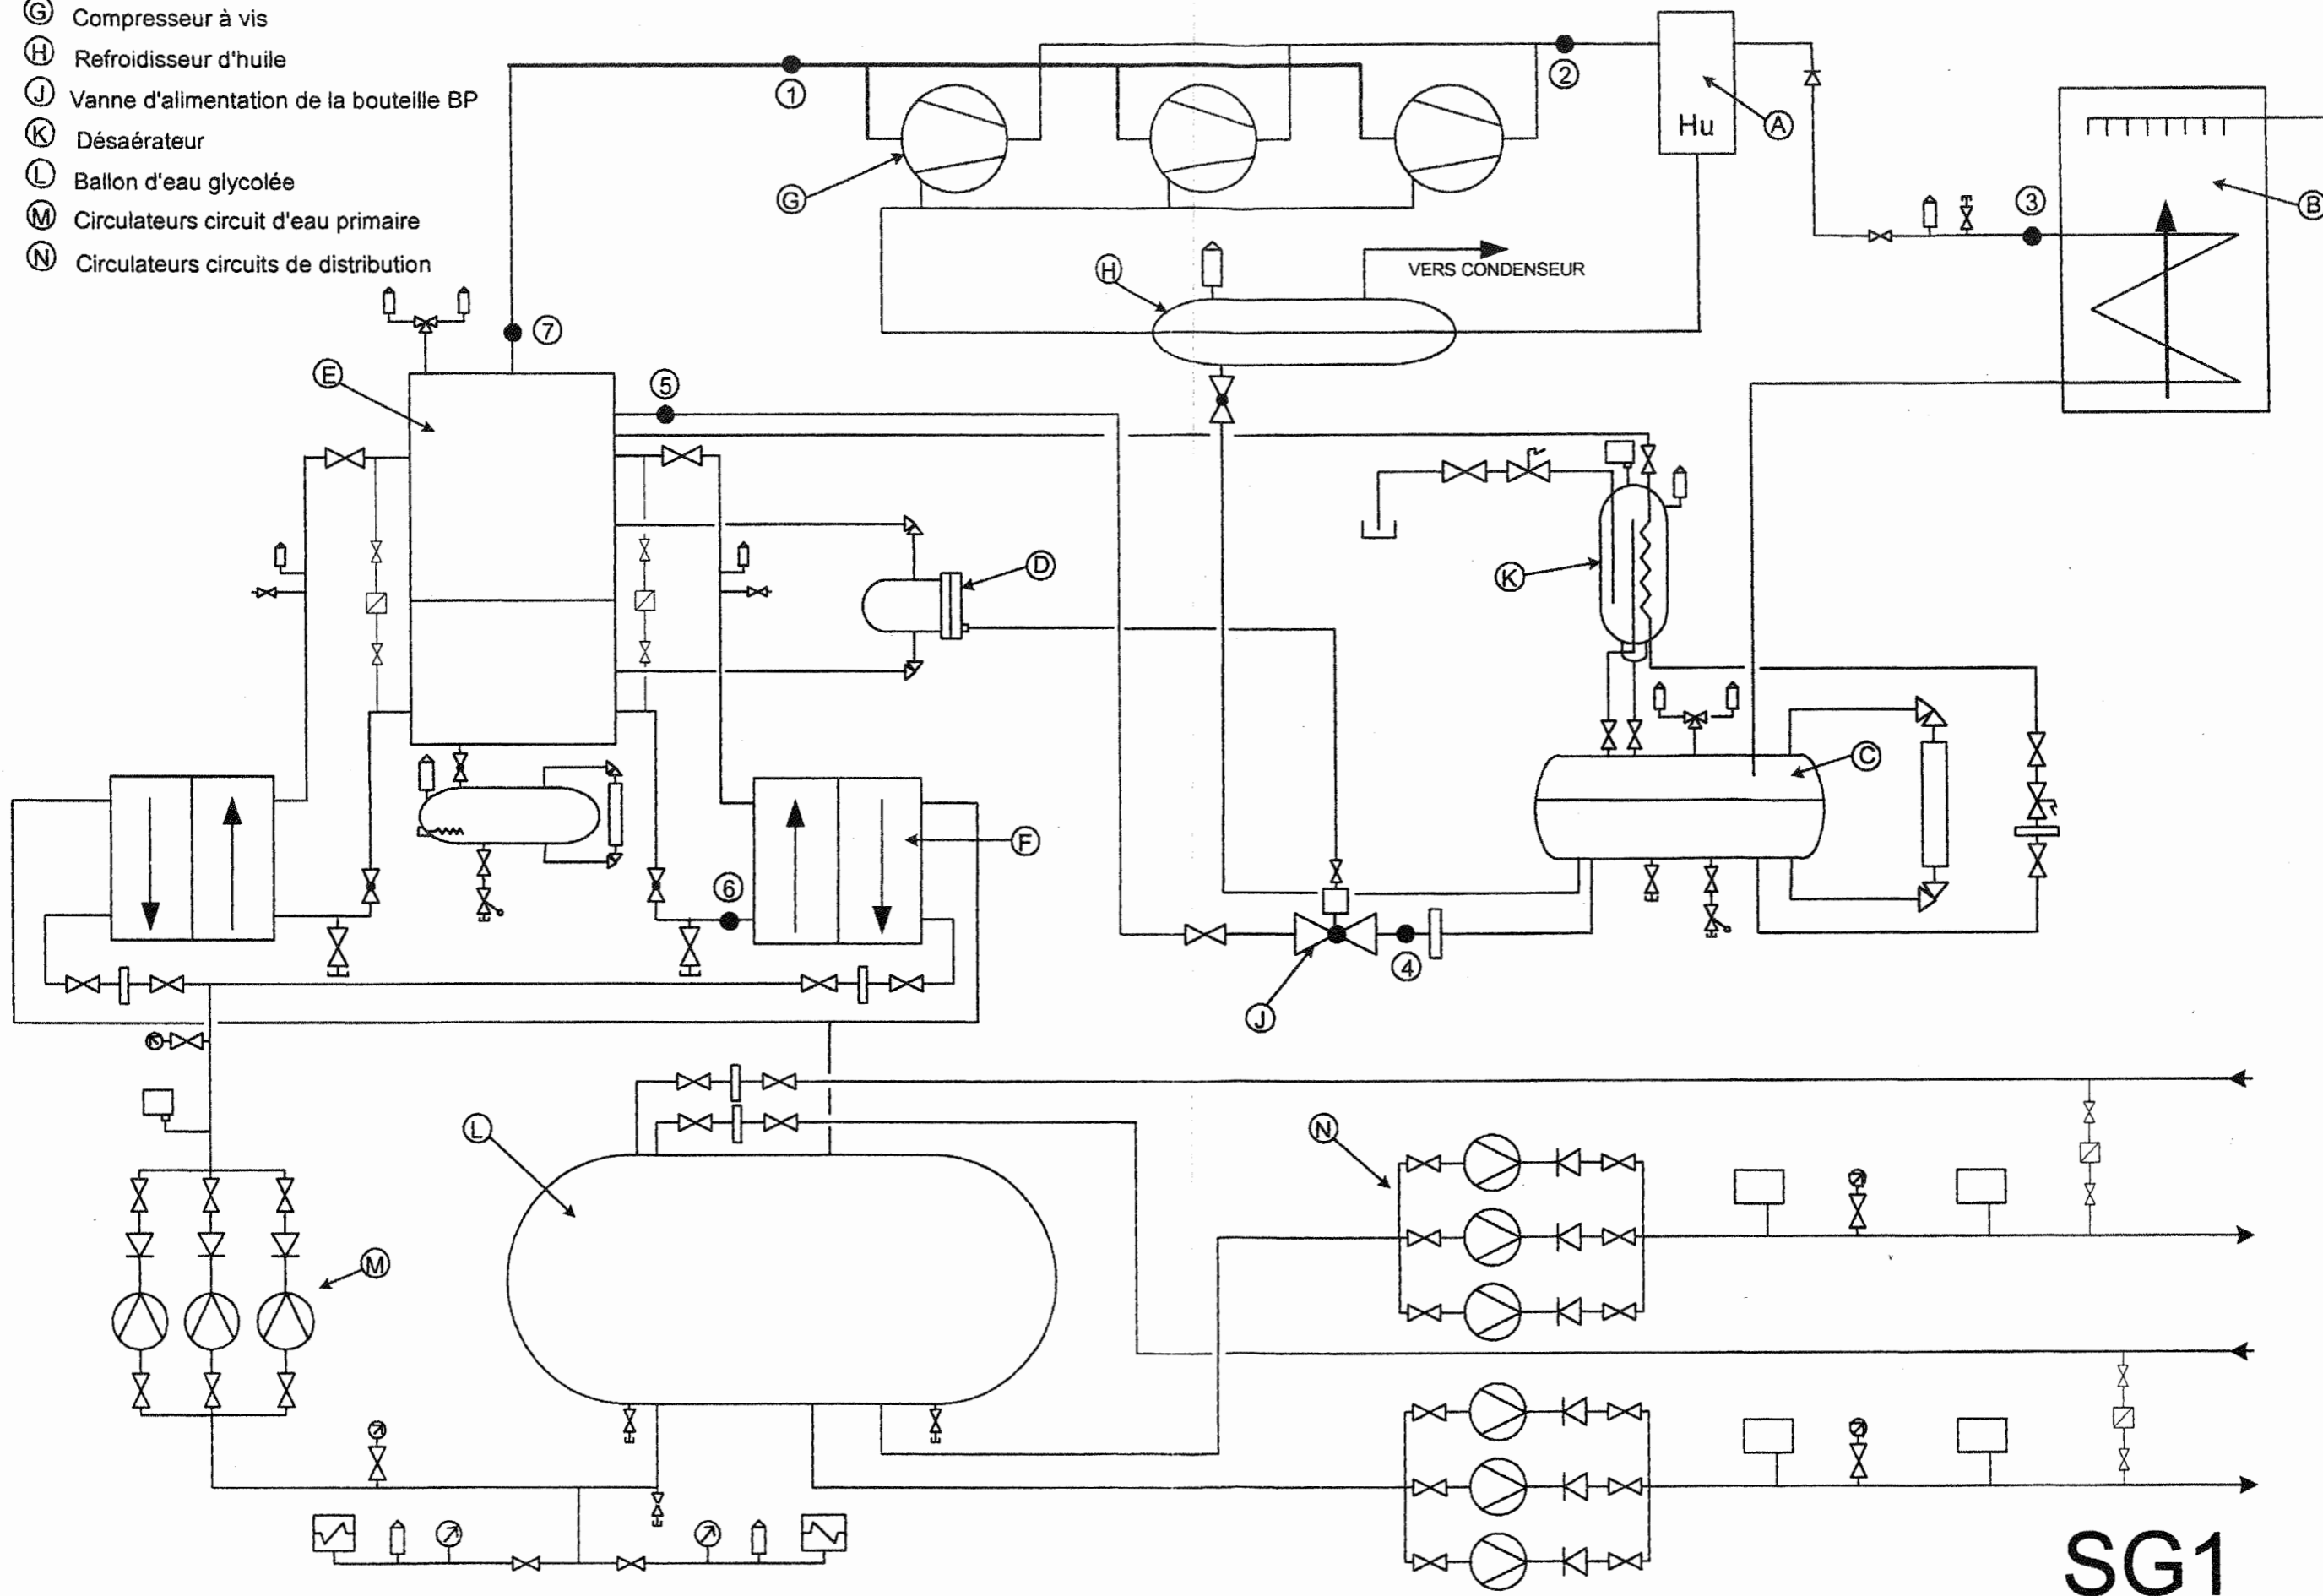 G Compresseur à vis
H Refroidisseur d'huile
J Vanne d'alimentation de la bouteille BP
K Désaérateur
L Ballon d'eau glycolée
M Circulateurs circuit d'eau primaire
N Circulateurs circuits de distribution
1
2
Hu
A
G
B
3
H
VERS CONDENSEUR
7
E
5
D
K
C
F
6
4
J
L
N
M
SG1